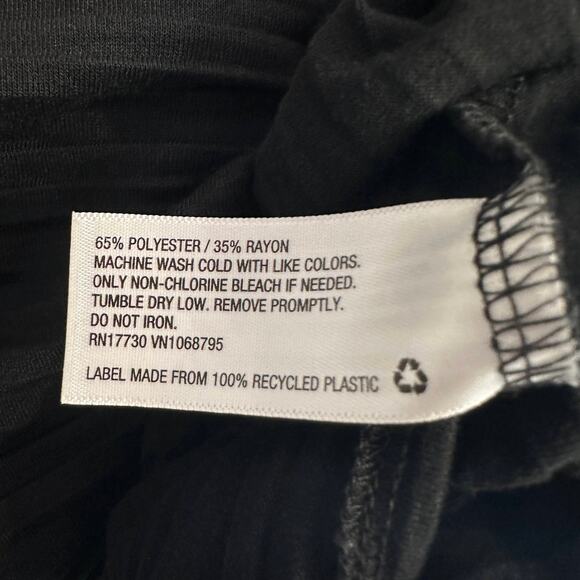 65% POLYESTER / 35% RAYON
MACHINE WASH COLD WITH LIKE COLORS.
ONLY NON-CHLORINE BLEACH IF NEEDED.
TUMBLE DRY LOW. REMOVE PROMPTLY.
DO NOT IRON.
RN17730 VN1068795
LABEL MADE FROM 100% RECYCLED PLASTIC